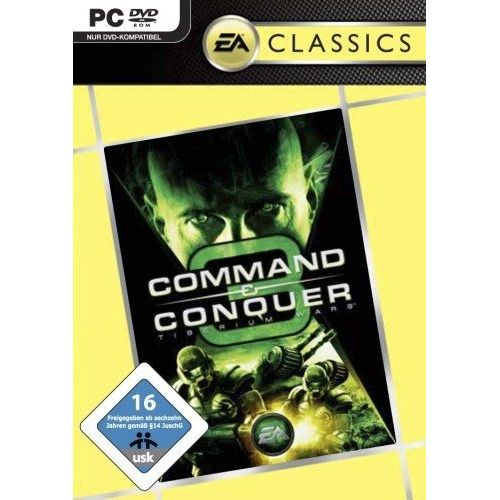 PC DVD
ROM
NUR DVD-KOMPATIBEL
EA CLASSICS
3
COMMAND
&
CONQUER
TIBERIUM WARS
EA
16
Freigegeben ab sechzehn
Jahren gemäß §14 JuschG
usk